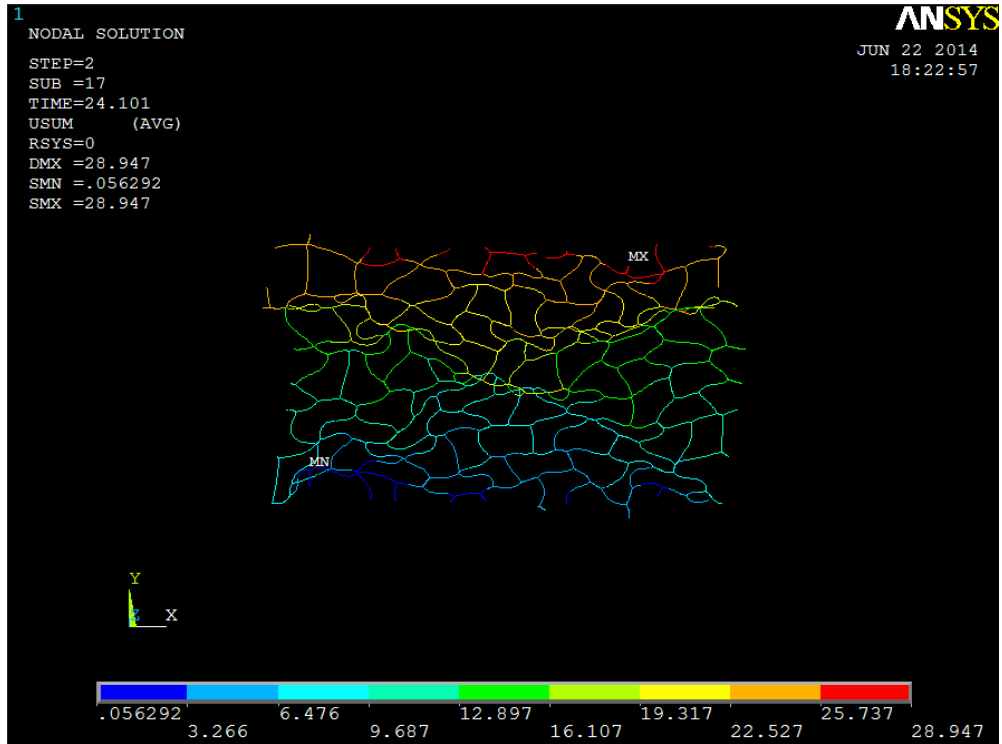 1
ANSYS
NODAL SOLUTION
JUN 22 2014
18:22:57
STEP=2
SUB =17
TIME=24.101
USUM (AVG)
RSYS=0
DMX =28.947
SMN =.056292
SMX =28.947
MX
MN
Y
Z X
.056292 6.476 12.897 19.317 25.737
3.266 9.687 16.107 22.527 28.947